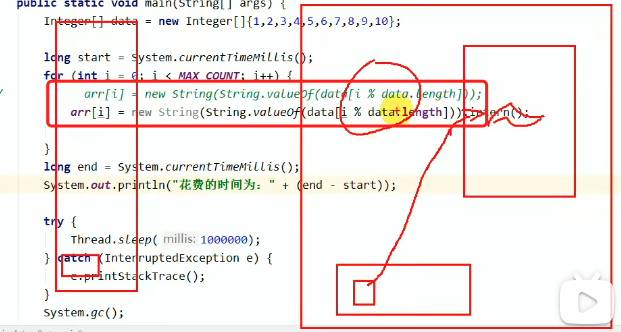 public static void main(String[] args) {
Integer[] data = new Integer[]{1,2,3,4,5,6,7,8,9,10};
long start = System.currentTimeMillis();
for (int i = 0; i < MAX_COUNT; i++) {
arr[i] = new String(String.valueOf(data[i % data.length]));
arr[i] = new String(String.valueOf(data[i % data.length])).intern();
}
long end = System.currentTimeMillis();
System.out.println("花费的时间为：" + (end - start));
try {
Thread.sleep( millis: 1000000);
} catch (InterruptedException e) {
e.printStackTrace();
}
System.gc();